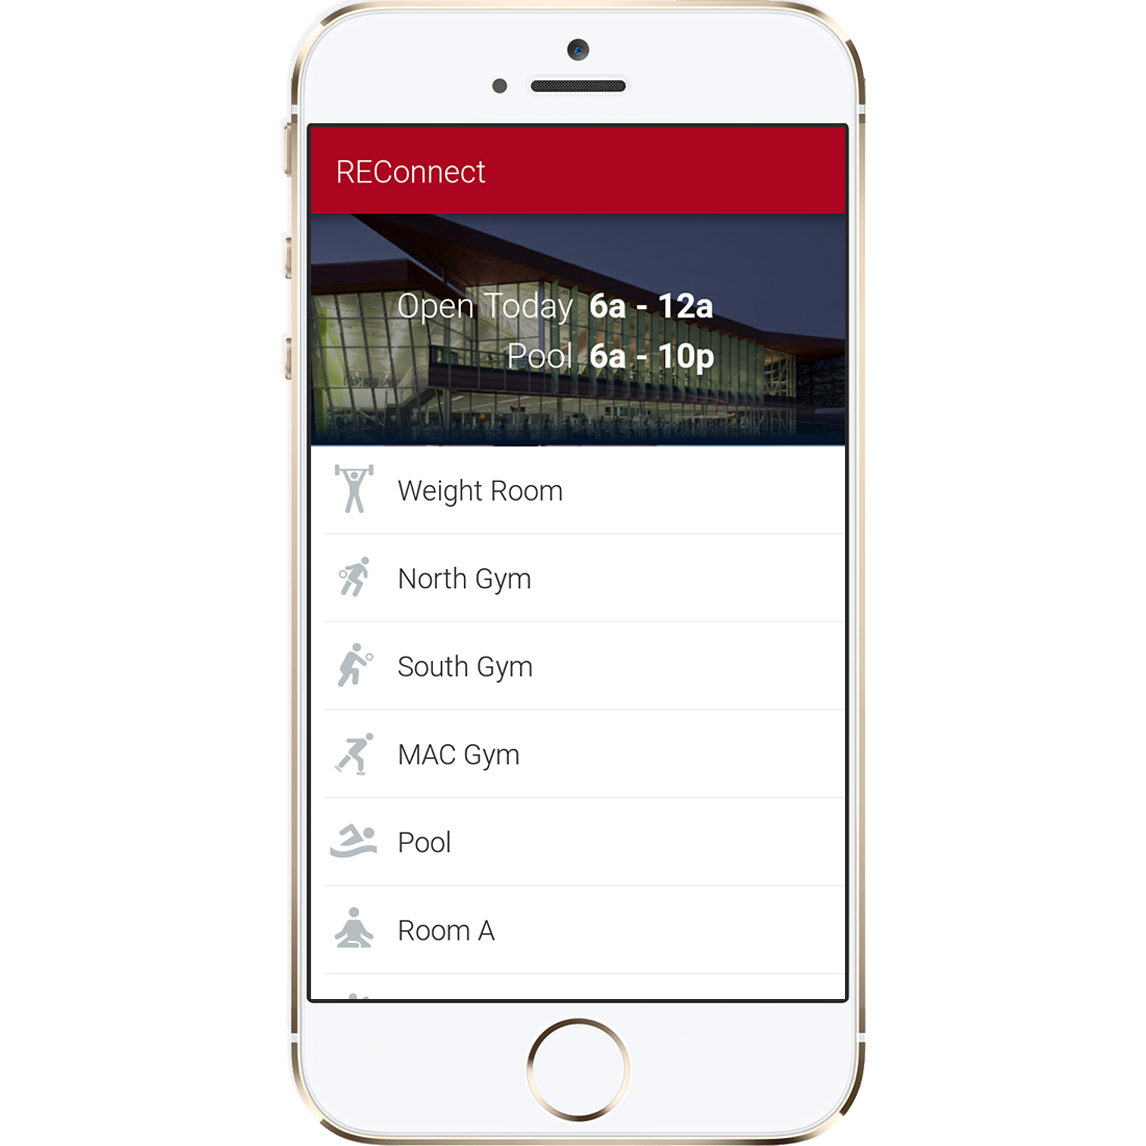 REConnect
Open Today 6a - 12a
Pool 6a - 10p
Weight Room
North Gym
South Gym
MAC Gym
Pool
Room A